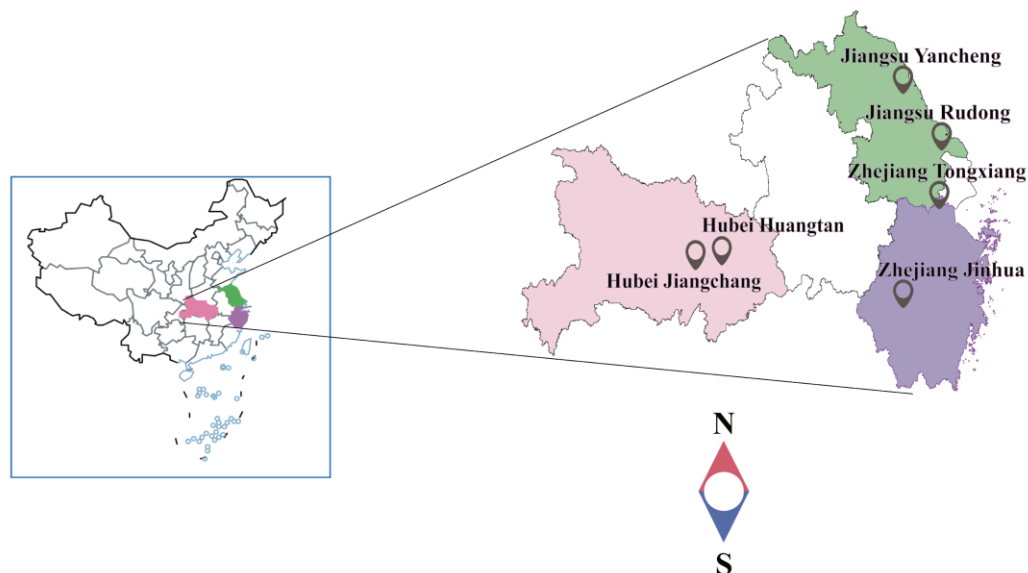 Jiangsu Yancheng
Jiangsu Rudong
Zhejiang Tongxiang
Hubei Huangtan
Hubei Jiangchang
Zhejiang Jinhua
N
S